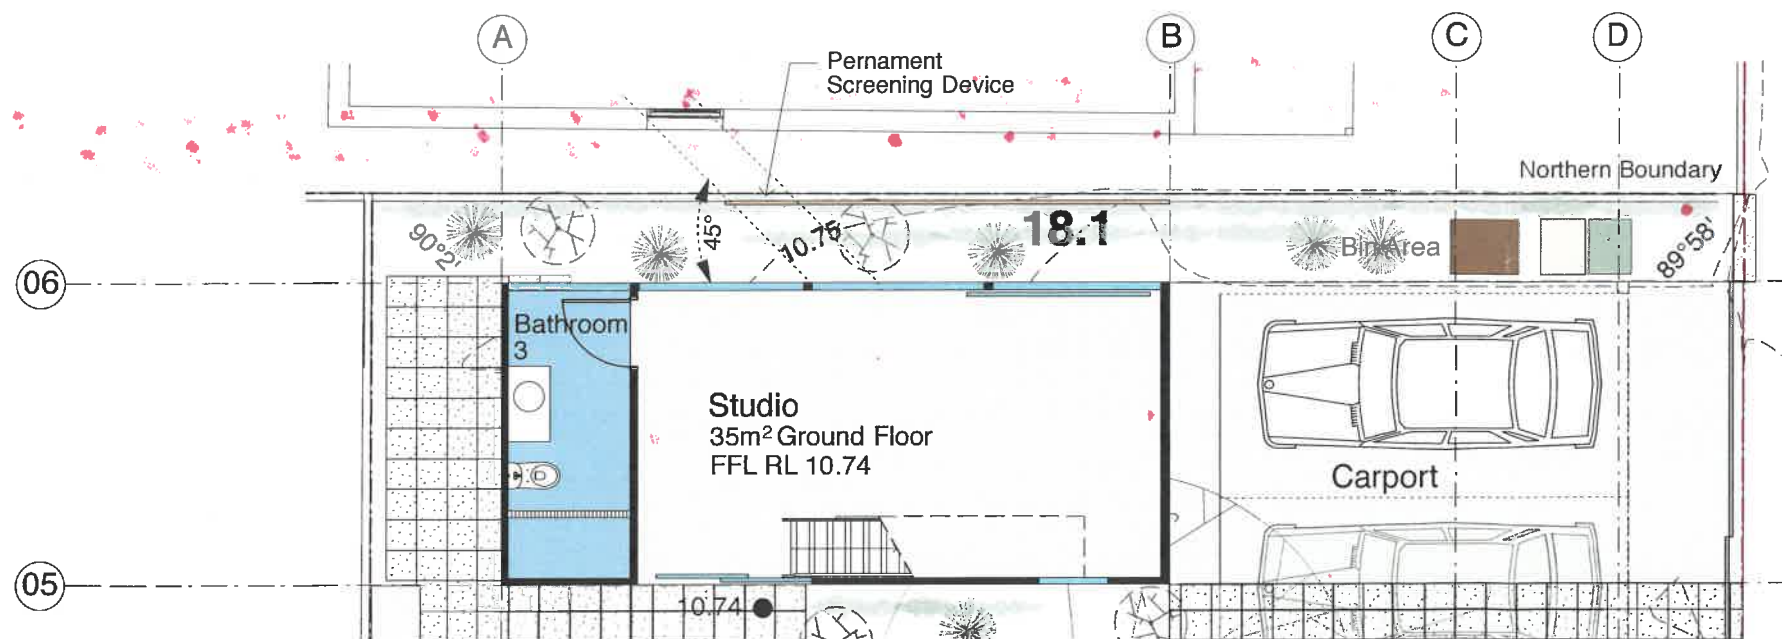 A
B
C
D
Pernament
Screening Device
Northern Boundary
90°2'
45°
10.75
18.1
Bin Area
89°58'
06
Bathroom
3
Studio
35m² Ground Floor
FFL RL 10.74
Carport
05
10.74